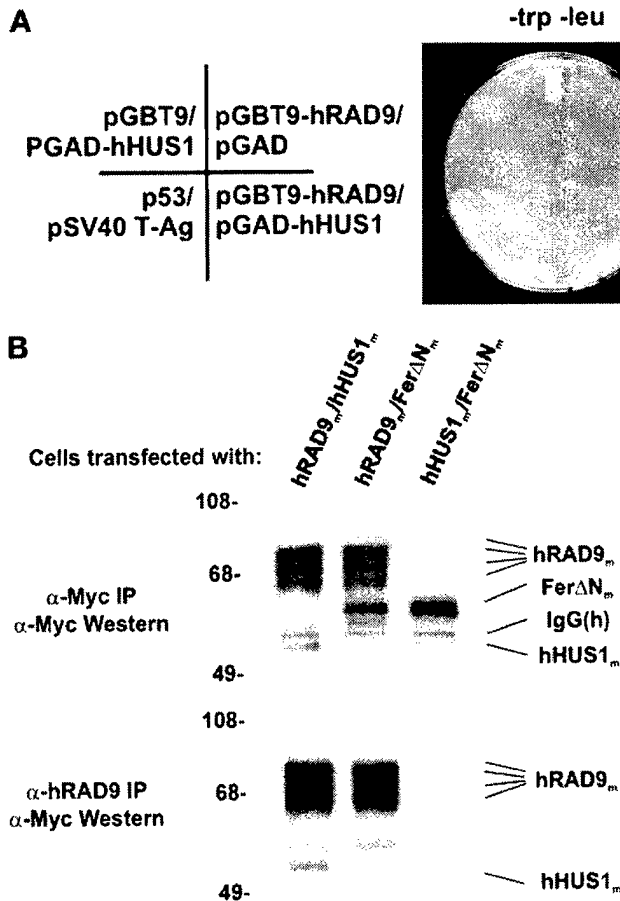 A
-trp -leu
pGBT9/
PGAD-hHUS1
pGBT9-hRAD9/
pGAD
p53/
pSV40 T-Ag
pGBT9-hRAD9/
pGAD-hHUS1
B
Cells transfected with:
hRAD9m/hHUS1m
hRAD9m/FerΔNm
hHUS1m/FerΔNm
α-Myc IP
α-Myc Western
108-
68-
49-
hRAD9m
FerΔNm
IgG(h)
hHUS1m
α-hRAD9 IP
α-Myc Western
108-
68-
49-
hRAD9m
hHUS1m